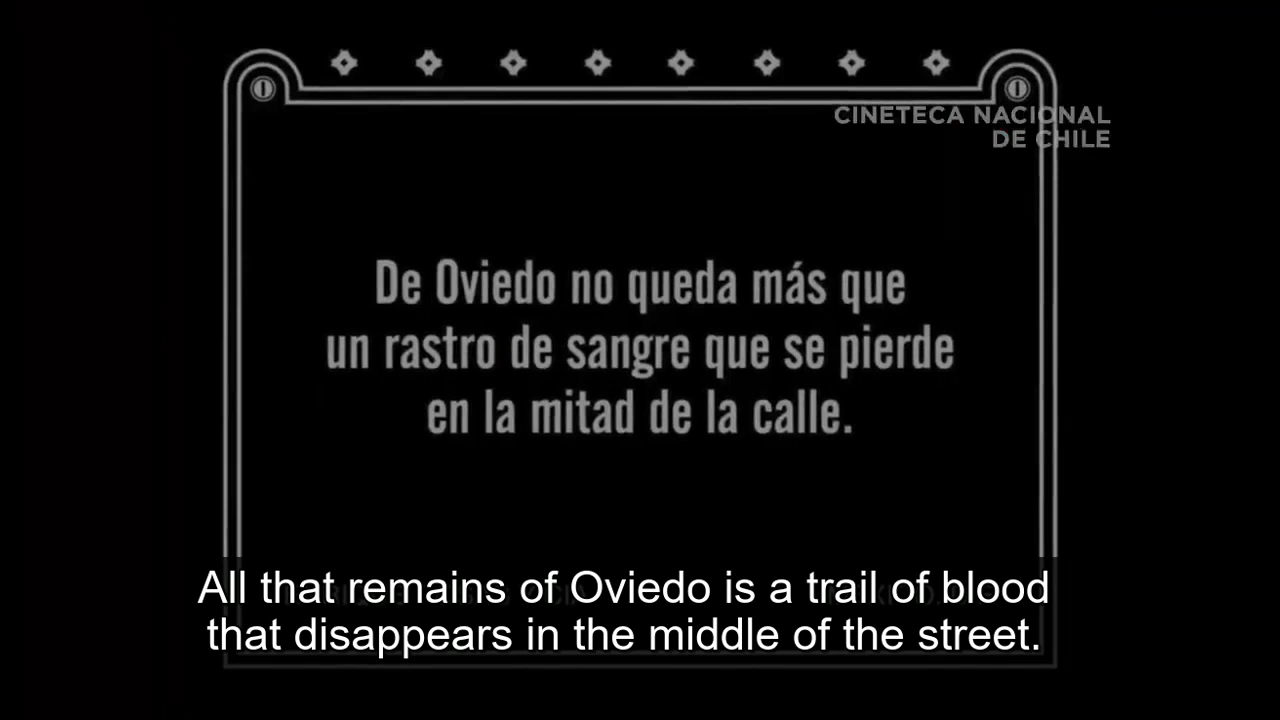 CINETECA NACIONAL
DE CHILE
De Oviedo no queda más que
un rastro de sangre que se pierde
en la mitad de la calle.
All that remains of Oviedo is a trail of blood
that disappears in the middle of the street.